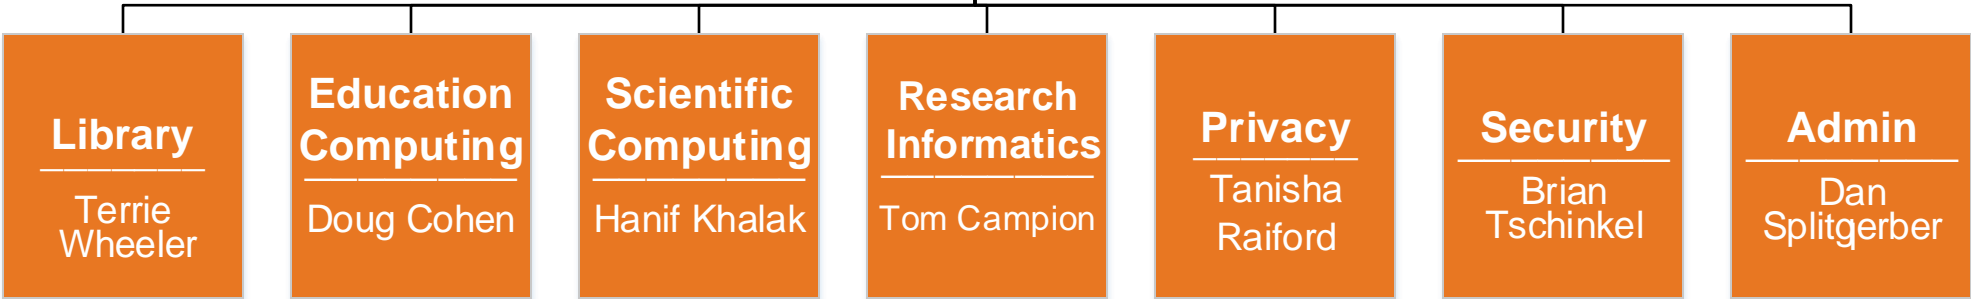 Library
Terrie
Wheeler
Education
Computing
Doug Cohen
Scientific
Computing
Hanif Khalak
Research
Informatics
Tom Campion
Privacy
Tanisha
Raiford
Security
Brian
Tschinkel
Admin
Dan
Splitgerber